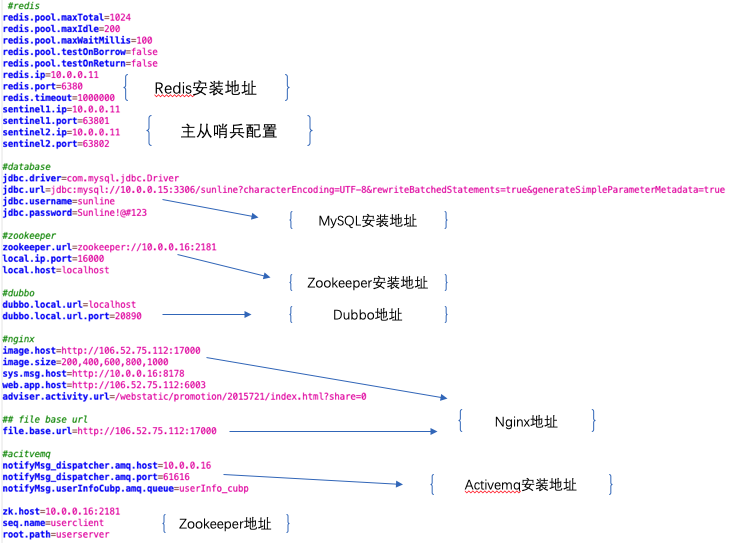 #redis
redis.pool.maxTotal=1024
redis.pool.maxIdle=200
redis.pool.maxWaitMillis=100
redis.pool.testOnBorrow=false
redis.pool.testOnReturn=false
redis.ip=10.0.0.11
redis.port=6380
redis.timeout=1000000
Redis安装地址
sentinel1.ip=10.0.0.11
sentinel1.port=63801
sentinel2.ip=10.0.0.11
sentinel2.port=63802
主从哨兵配置
#database
jdbc.driver=com.mysql.jdbc.Driver
jdbc.url=jdbc:mysql://10.0.0.15:3306/sunline?characterEncoding=UTF-8&rewriteBatchedStatements=true&generateSimpleParameterMetadata=true
jdbc.username=sunline
jdbc.password=Sunline!@#123
MySQL安装地址
#zookeeper
zookeeper.url=zookeeper://10.0.0.16:2181
local.ip.port=16000
local.host=localhost
Zookeeper安装地址
#dubbo
dubbo.local.url=localhost
dubbo.local.url.port=20890
Dubbo地址
#nginx
image.host=http://106.52.75.112:17000
image.size=200,400,600,800,1000
sys.msg.host=http://10.0.0.16:8178
web.app.host=http://106.52.75.112:6003
adviser.activity.url=/webstatic/promotion/2015721/index.html?share=0
Nginx地址
## file base url
file.base.url=http://106.52.75.112:17000
#acitvemq
notifyMsg_dispatcher.amq.host=10.0.0.16
notifyMsg_dispatcher.amq.port=61616
notifyMsg.userInfoCubp.amq.queue=userInfo_cubp
Activemq安装地址
zk.host=10.0.0.16:2181
seq.name=userclient
root.path=userserver
Zookeeper地址